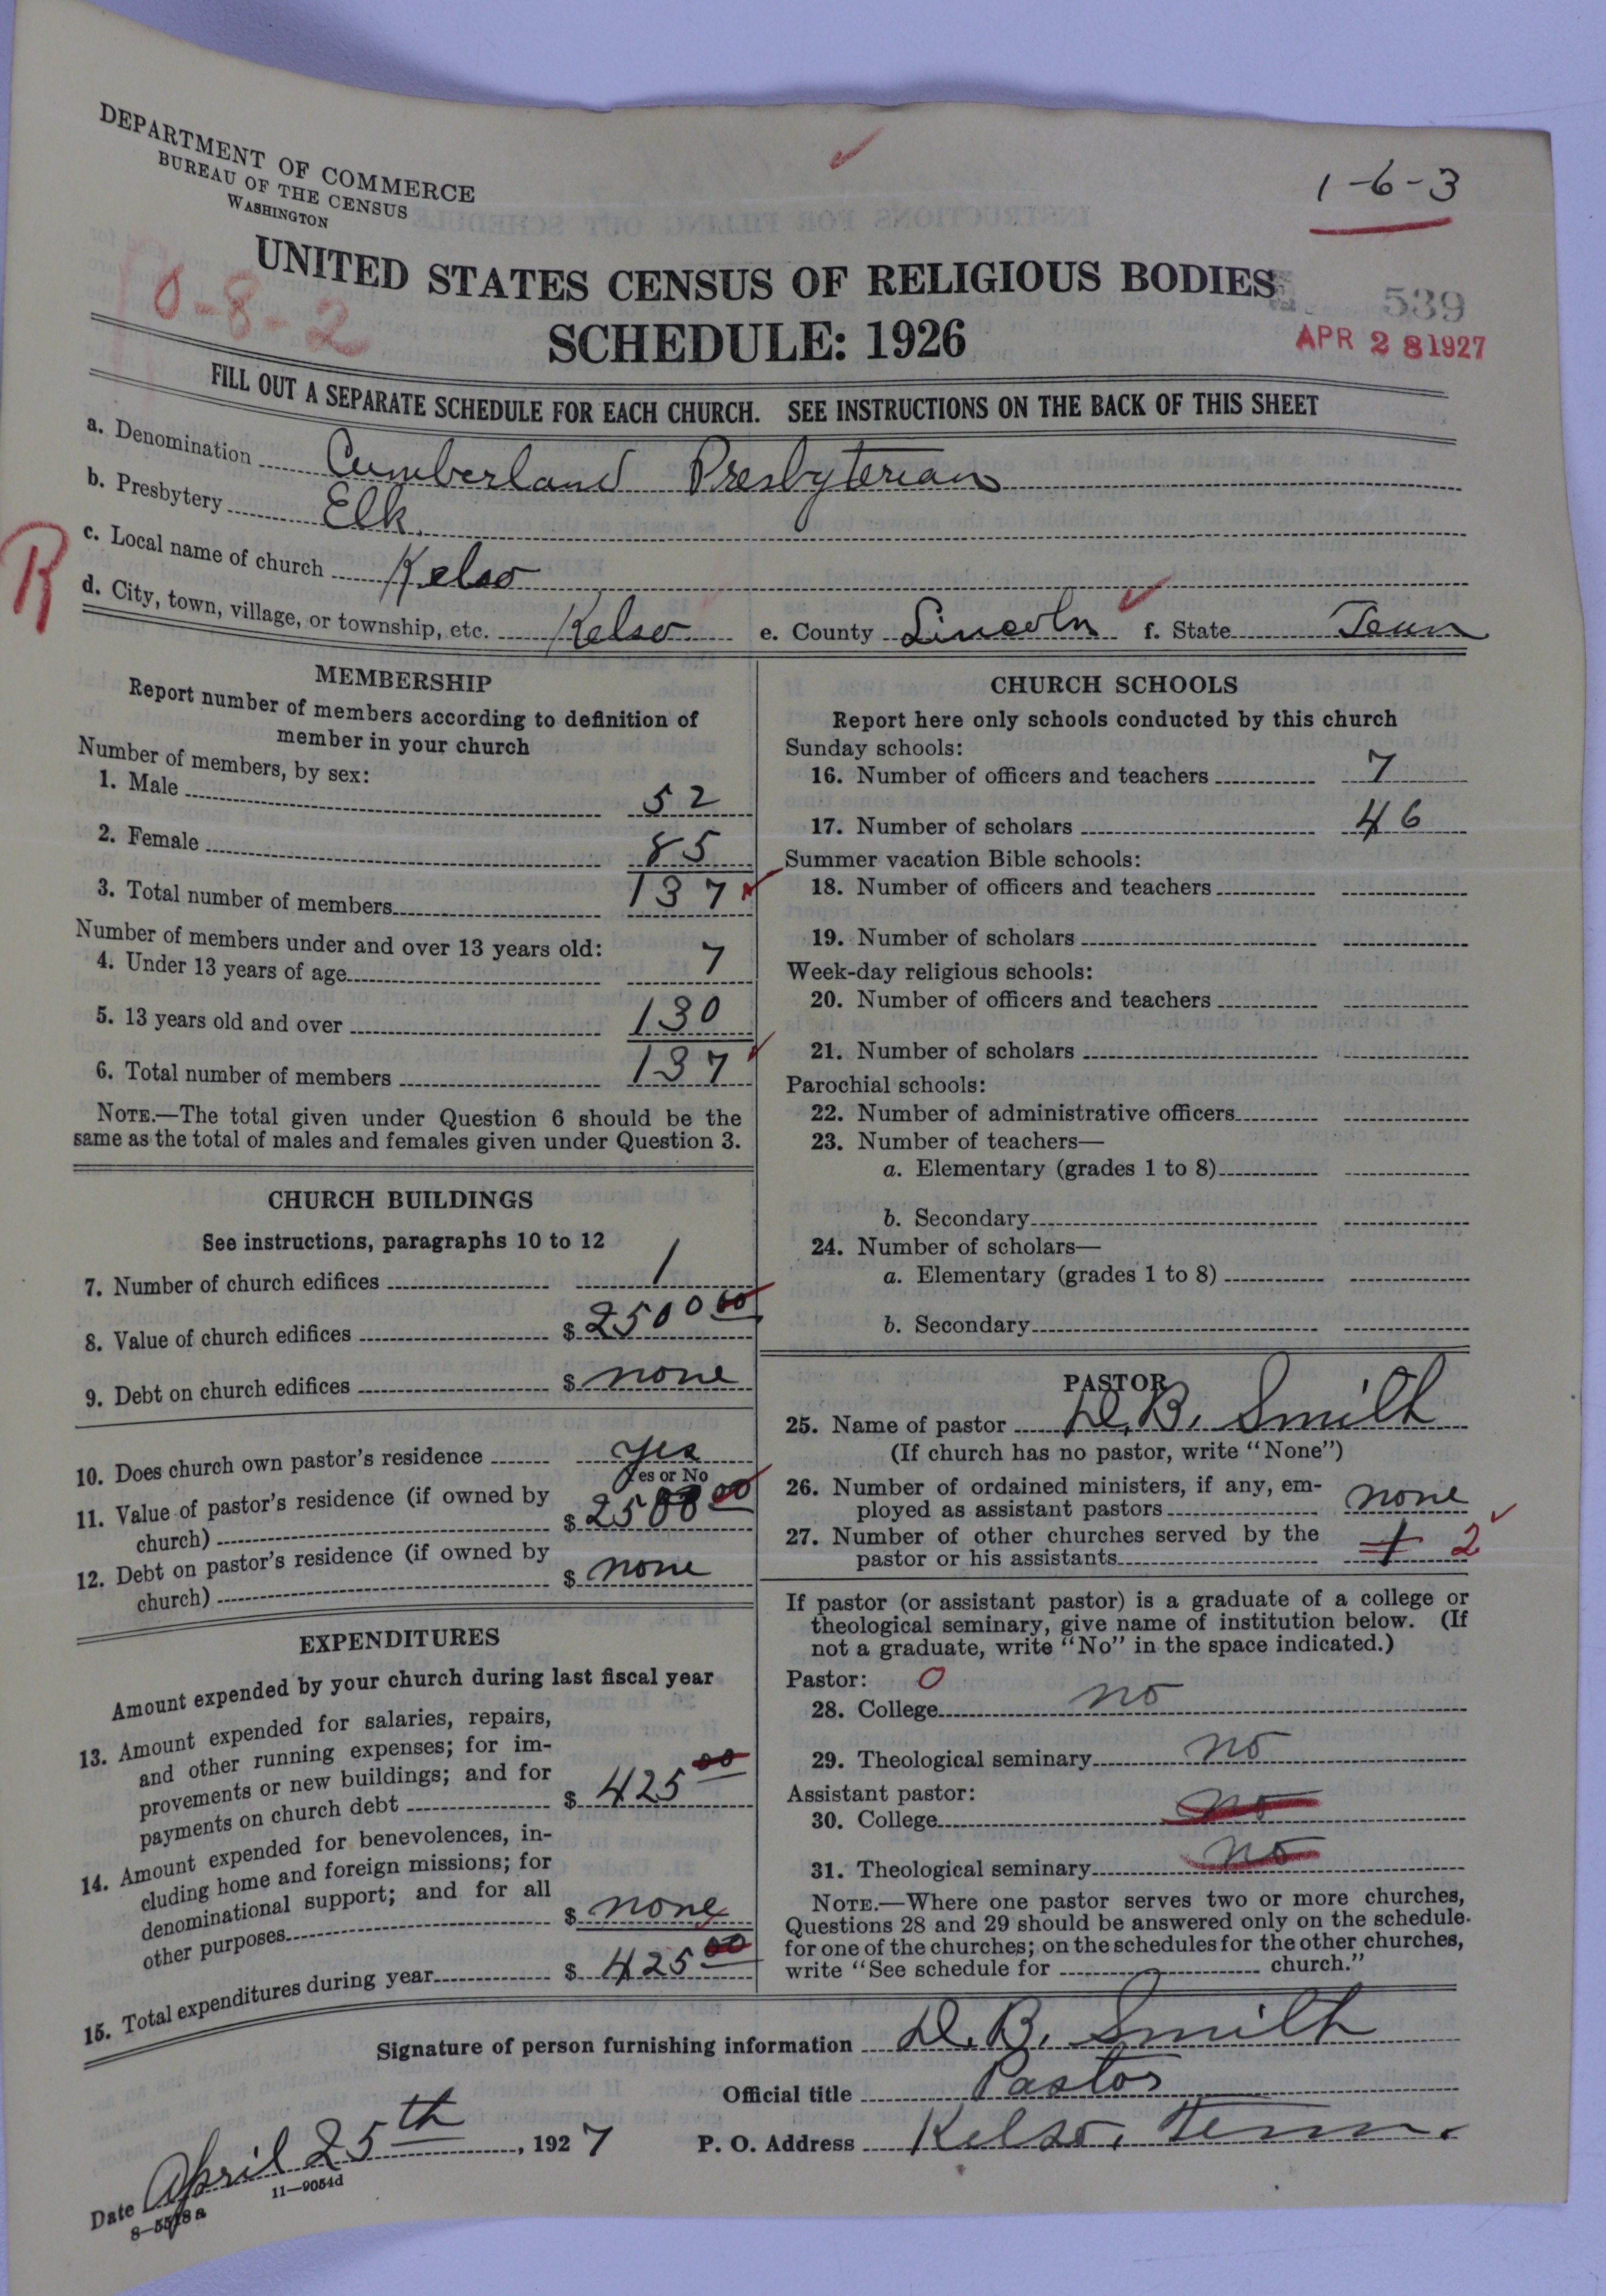 DEPARTMENT OF COMMERCE
BUREAU OF THE CENSUS
WASHINGTON
1-6-3
UNITED STATES CENSUS OF RELIGIOUS BODIES
0-8-2
539
SCHEDULE: 1926
APR 28 1927
FILL OUT A SEPARATE SCHEDULE FOR EACH CHURCH. SEE INSTRUCTIONS ON THE BACK OF THIS SHEET
a. Denomination Cumberland Presbyterian
b. Presbytery Elk
R
c. Local name of church Kelso
d. City, town, village, or township, etc. Kelso e. County Lincoln f. State Tenn
MEMBERSHIP
Report number of members according to definition of
member in your church
Number of members, by sex:
1. Male 52
2. Female 85
3. Total number of members 137
Number of members under and over 13 years old:
4. Under 13 years of age 7
5. 13 years old and over 130
6. Total number of members 137
NOTE.—The total given under Question 6 should be the
same as the total of males and females given under Question 3.
CHURCH BUILDINGS
See instructions, paragraphs 10 to 12
7. Number of church edifices 1
8. Value of church edifices $ 2500 00
9. Debt on church edifices $ none
10. Does church own pastor's residence yes
Yes or No
11. Value of pastor's residence (if owned by
church) $ 2500 00
12. Debt on pastor's residence (if owned by
church) $ none
EXPENDITURES
Amount expended by your church during last fiscal year
13. Amount expended for salaries, repairs,
and other running expenses; for im-
provements or new buildings; and for
payments on church debt $ 425 00
14. Amount expended for benevolences, in-
cluding home and foreign missions; for
denominational support; and for all
other purposes $ none
15. Total expenditures during year $ 425 00
CHURCH SCHOOLS
Report here only schools conducted by this church
Sunday schools:
16. Number of officers and teachers 7
17. Number of scholars 46
Summer vacation Bible schools:
18. Number of officers and teachers
19. Number of scholars
Week-day religious schools:
20. Number of officers and teachers
21. Number of scholars
Parochial schools:
22. Number of administrative officers
23. Number of teachers—
a. Elementary (grades 1 to 8)
b. Secondary
24. Number of scholars—
a. Elementary (grades 1 to 8)
b. Secondary
PASTOR
25. Name of pastor D. B. Smith
(If church has no pastor, write "None")
26. Number of ordained ministers, if any, em-
ployed as assistant pastors none
27. Number of other churches served by the
pastor or his assistants 1 2
If pastor (or assistant pastor) is a graduate of a college or
theological seminary, give name of institution below. (If
not a graduate, write "No" in the space indicated.)
Pastor: 0
28. College no
29. Theological seminary no
Assistant pastor:
30. College no
31. Theological seminary no
NOTE.—Where one pastor serves two or more churches,
Questions 28 and 29 should be answered only on the schedule
for one of the churches; on the schedules for the other churches,
write "See schedule for church."
Signature of person furnishing information D. B. Smith
Official title Pastor
Date April 25th, 1927 P. O. Address Kelso, Tenn.
11—9054d